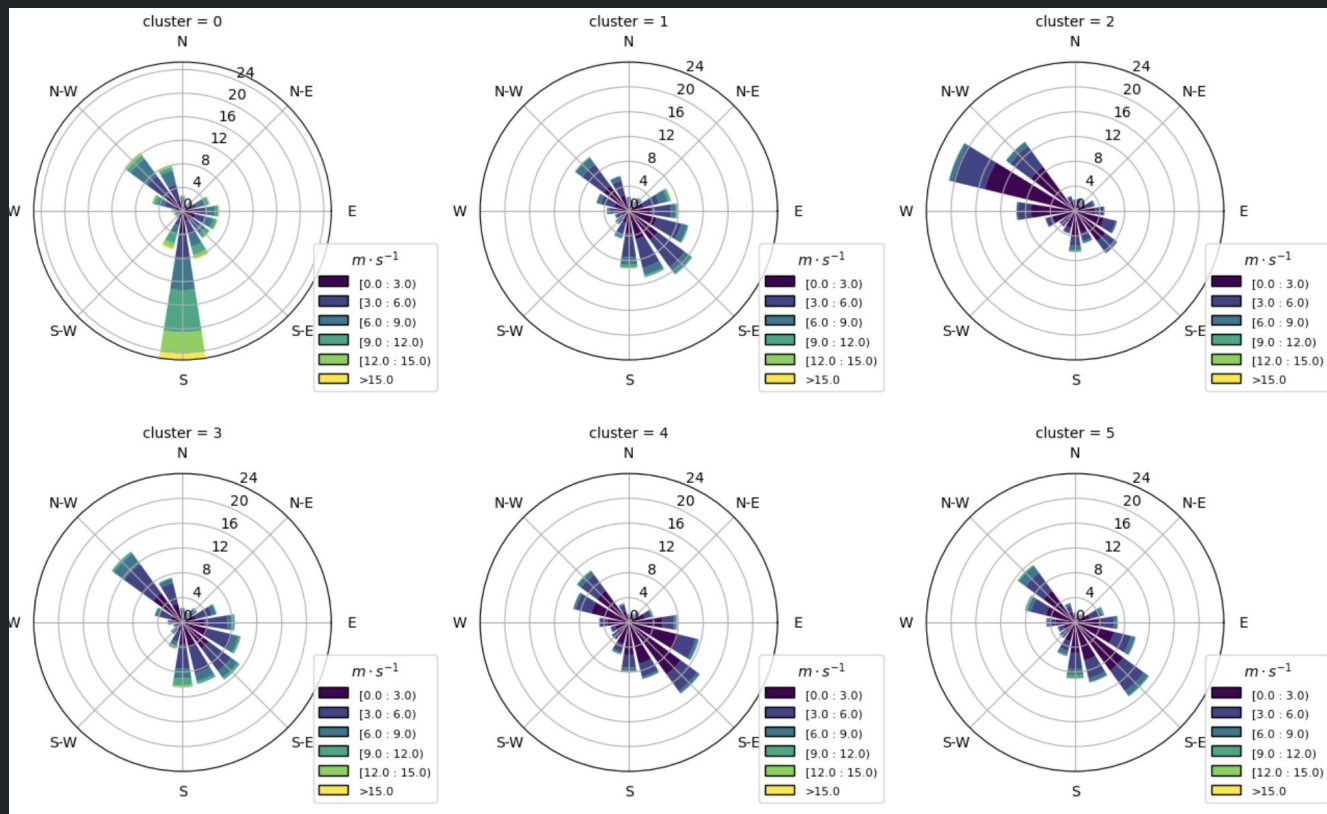 cluster = 0
N
N-W
N-E
24
20
16
12
8
4
0
W
E
S-W
S-E
S
m · s⁻¹
[0.0 : 3.0)
[3.0 : 6.0)
[6.0 : 9.0)
[9.0 : 12.0)
[12.0 : 15.0)
>15.0
cluster = 1
N
N-W
N-E
24
20
16
12
8
4
0
W
E
S-W
S-E
S
m · s⁻¹
[0.0 : 3.0)
[3.0 : 6.0)
[6.0 : 9.0)
[9.0 : 12.0)
[12.0 : 15.0)
>15.0
cluster = 2
N
N-W
N-E
24
20
16
12
8
4
0
W
E
S-W
S-E
S
m · s⁻¹
[0.0 : 3.0)
[3.0 : 6.0)
[6.0 : 9.0)
[9.0 : 12.0)
[12.0 : 15.0)
>15.0
cluster = 3
N
N-W
N-E
24
20
16
12
8
4
0
W
E
S-W
S-E
S
m · s⁻¹
[0.0 : 3.0)
[3.0 : 6.0)
[6.0 : 9.0)
[9.0 : 12.0)
[12.0 : 15.0)
>15.0
cluster = 4
N
N-W
N-E
24
20
16
12
8
4
0
W
E
S-W
S-E
S
m · s⁻¹
[0.0 : 3.0)
[3.0 : 6.0)
[6.0 : 9.0)
[9.0 : 12.0)
[12.0 : 15.0)
>15.0
cluster = 5
N
N-W
N-E
24
20
16
12
8
4
0
W
E
S-W
S-E
S
m · s⁻¹
[0.0 : 3.0)
[3.0 : 6.0)
[6.0 : 9.0)
[9.0 : 12.0)
[12.0 : 15.0)
>15.0